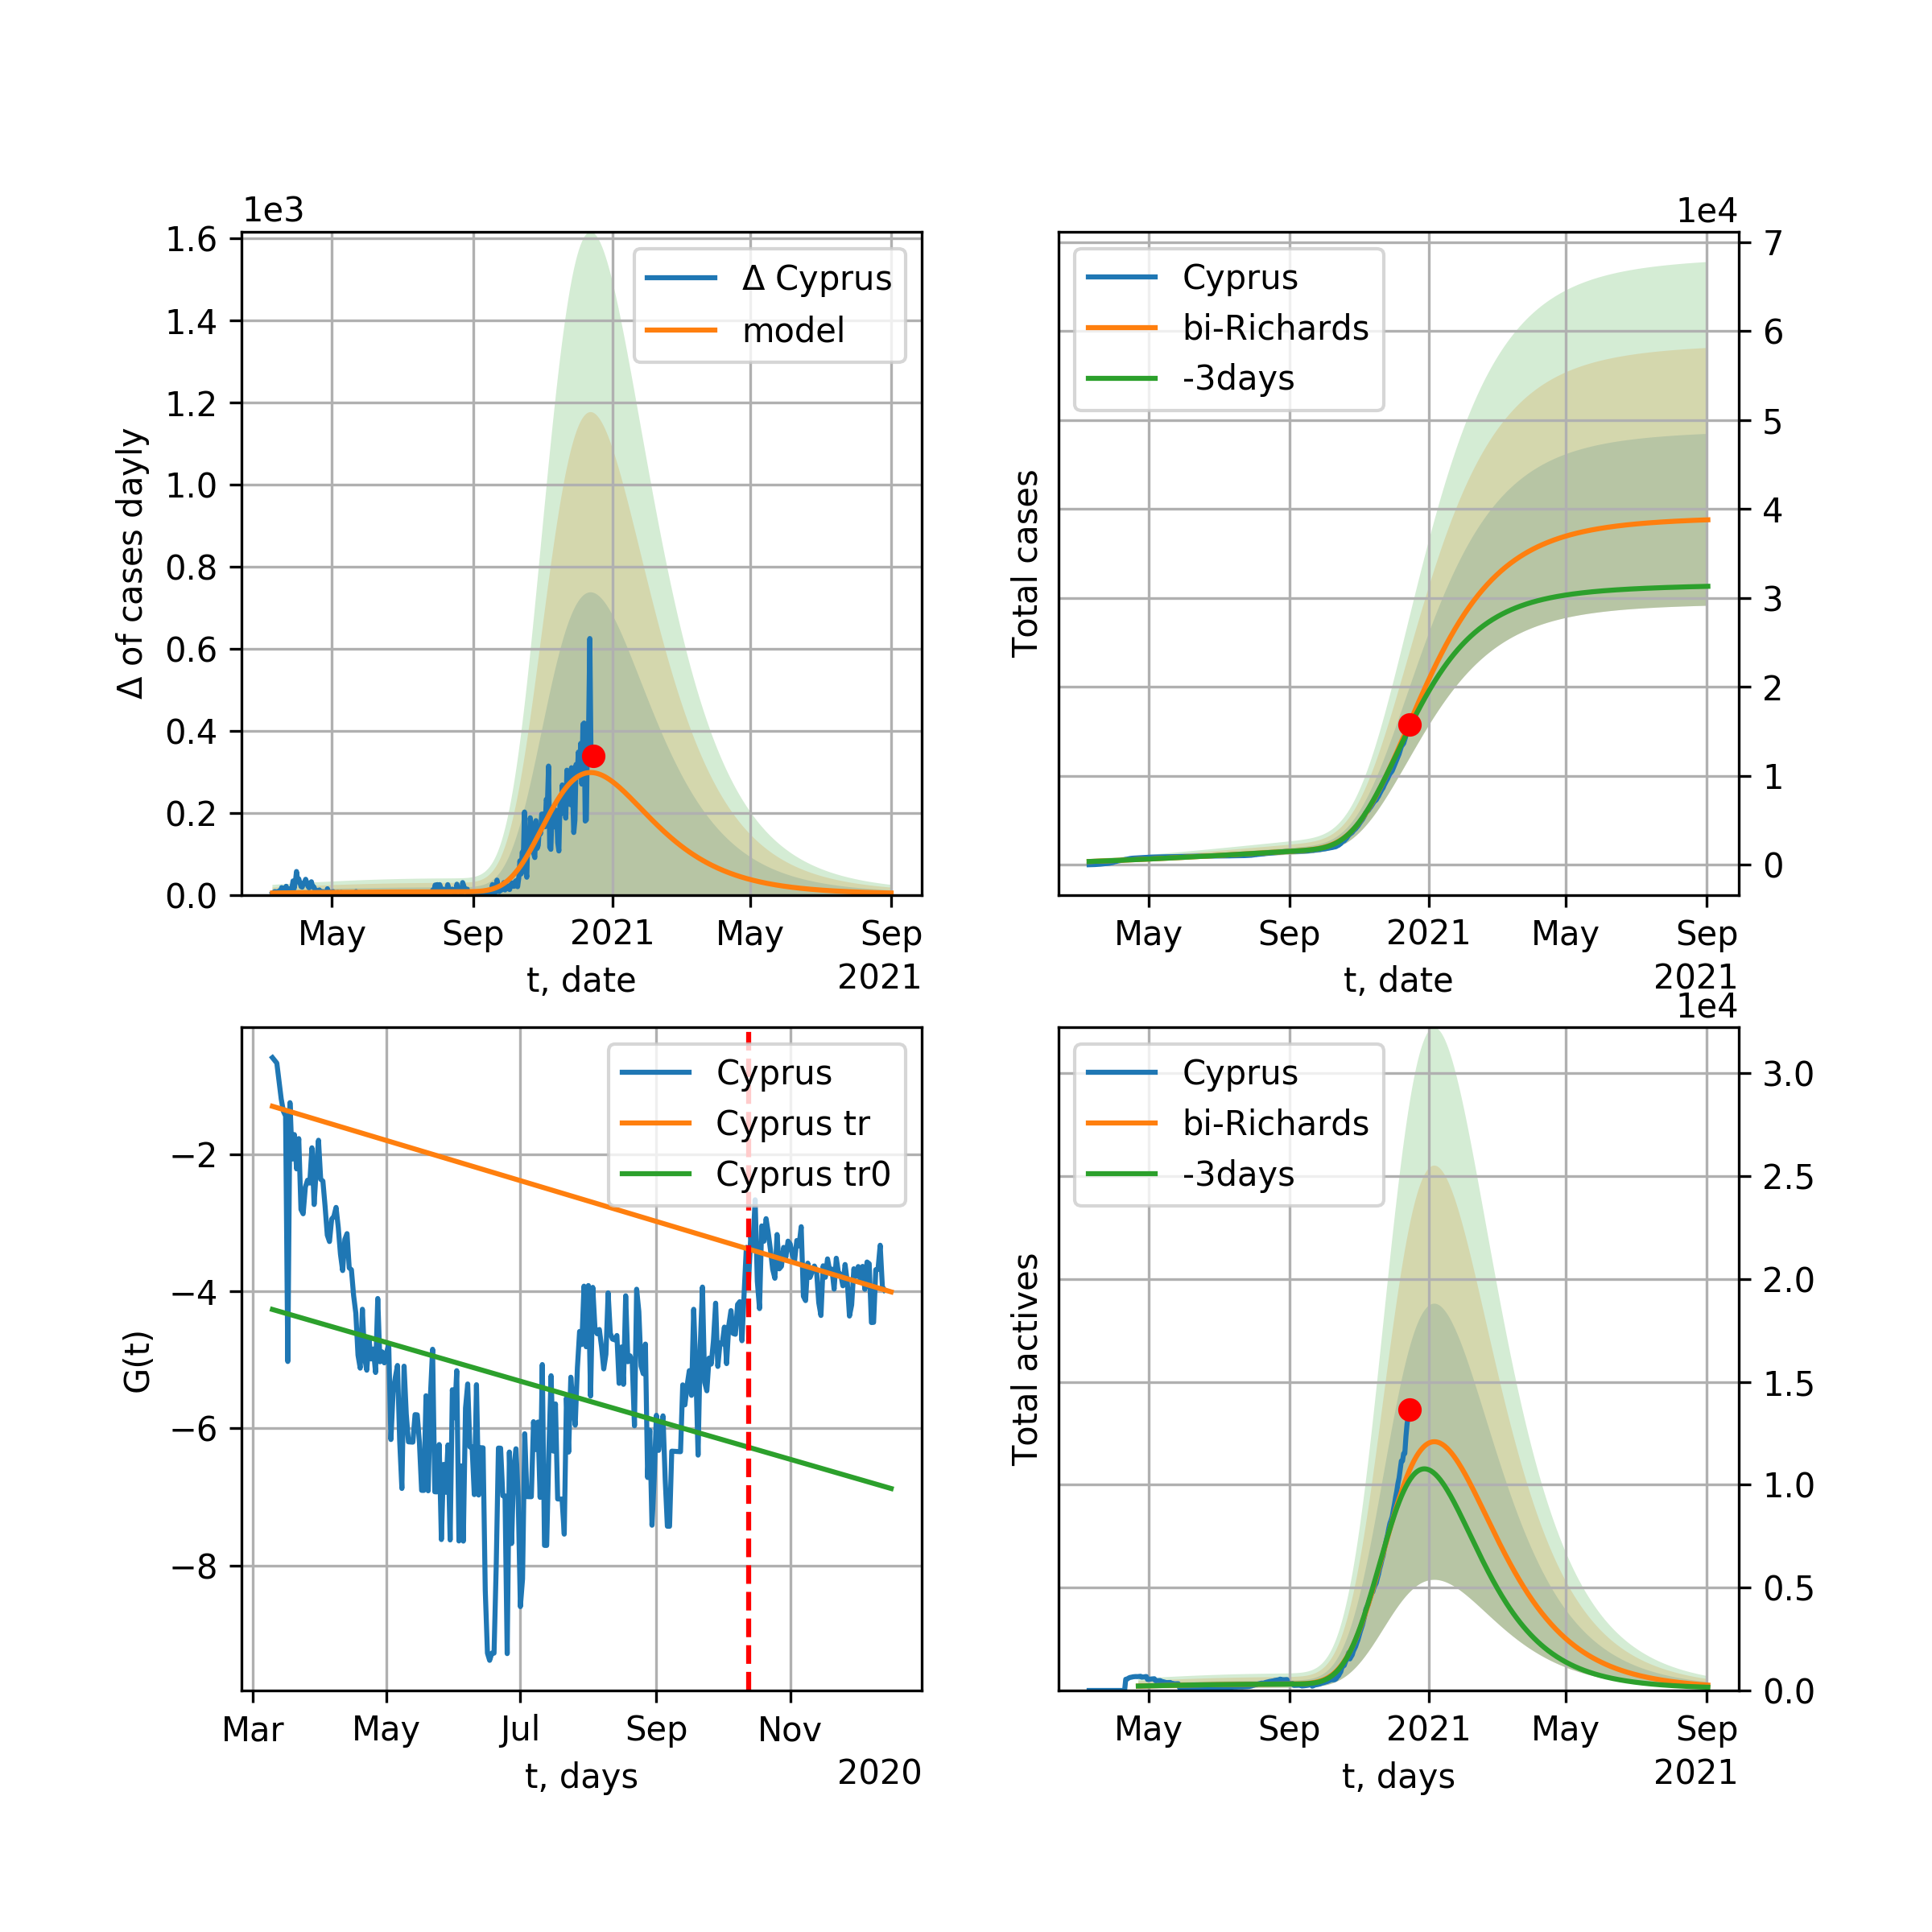 1e3
1.6
1.4
1.2
1.0
0.8
0.6
0.4
0.2
0.0
Δ of cases dayly
Δ Cyprus
model
May
Sep
2021
May
Sep
t, date
2021
1e4
7
6
5
4
3
2
1
0
Total cases
Cyprus
bi-Richards
-3days
May
Sep
2021
May
Sep
t, date
2021
−2
−4
−6
−8
G(t)
Cyprus
Cyprus tr
Cyprus tr0
Mar
May
Jul
Sep
Nov
t, days
2020
1e4
3.0
2.5
2.0
1.5
1.0
0.5
0.0
Total actives
Cyprus
bi-Richards
-3days
May
Sep
2021
May
Sep
t, days
2021